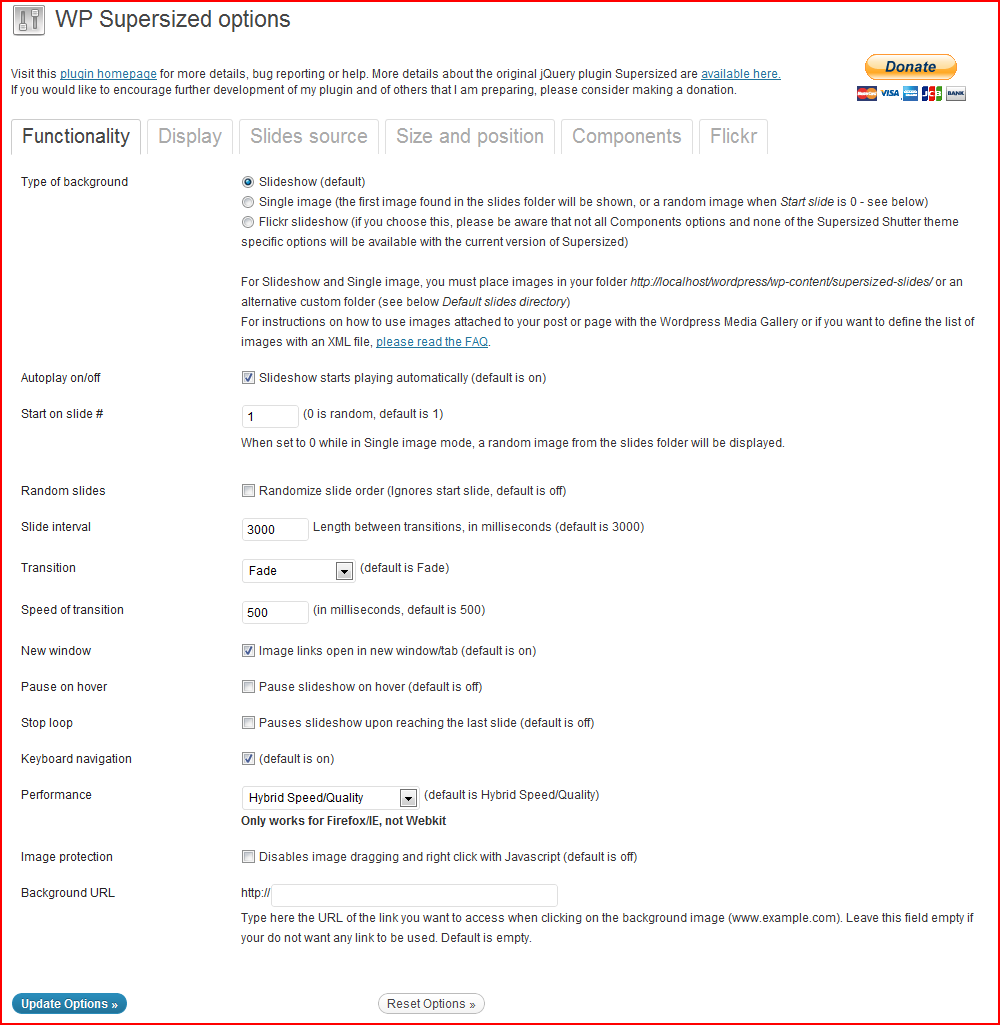 WP Supersized options
Visit this plugin homepage for more details, bug reporting or help. More details about the original jQuery plugin Supersized are available here.
If you would like to encourage further development of my plugin and of others that I am preparing, please consider making a donation.
Donate
VISA
JCB
BANK
Functionality Display Slides source Size and position Components Flickr
Type of background
Slideshow (default)
Single image (the first image found in the slides folder will be shown, or a random image when Start slide is 0 - see below)
Flickr slideshow (if you choose this, please be aware that not all Components options and none of the Supersized Shutter theme
specific options will be available with the current version of Supersized)
For Slideshow and Single image, you must place images in your folder http://localhost/wordpress/wp-content/supersized-slides/ or an
alternative custom folder (see below Default slides directory)
For instructions on how to use images attached to your post or page with the Wordpress Media Gallery or if you want to define the list of
images with an XML file, please read the FAQ.
Autoplay on/off Slideshow starts playing automatically (default is on)
Start on slide # 1 (0 is random, default is 1)
When set to 0 while in Single image mode, a random image from the slides folder will be displayed.
Random slides Randomize slide order (Ignores start slide, default is off)
Slide interval 3000 Length between transitions, in milliseconds (default is 3000)
Transition Fade (default is Fade)
Speed of transition 500 (in milliseconds, default is 500)
New window Image links open in new window/tab (default is on)
Pause on hover Pause slideshow on hover (default is off)
Stop loop Pauses slideshow upon reaching the last slide (default is off)
Keyboard navigation (default is on)
Performance Hybrid Speed/Quality (default is Hybrid Speed/Quality)
Only works for Firefox/IE, not Webkit
Image protection Disables image dragging and right click with Javascript (default is off)
Background URL http://
Type here the URL of the link you want to access when clicking on the background image (www.example.com). Leave this field empty if
your do not want any link to be used. Default is empty.
Update Options » Reset Options »